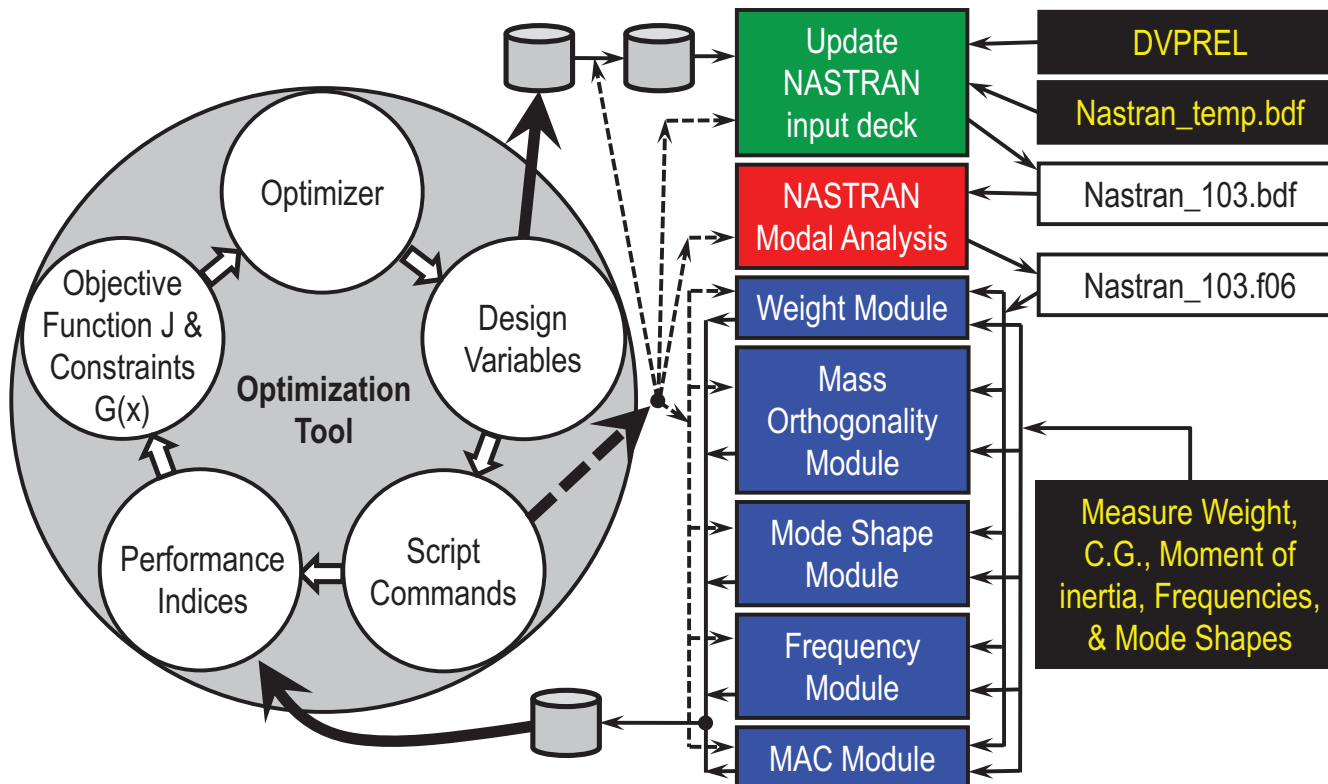 Optimizer
Design
Variables
Script
Commands
Performance
Indices
Objective
Function J &
Constraints
G(x)
Optimization
Tool
Update
NASTRAN
input deck
NASTRAN
Modal Analysis
Weight Module
Mass
Orthogonality
Module
Mode Shape
Module
Frequency
Module
MAC Module
DVPREL
Nastran_temp.bdf
Nastran_103.bdf
Nastran_103.f06
Measure Weight,
C.G., Moment of
inertia, Frequencies,
& Mode Shapes